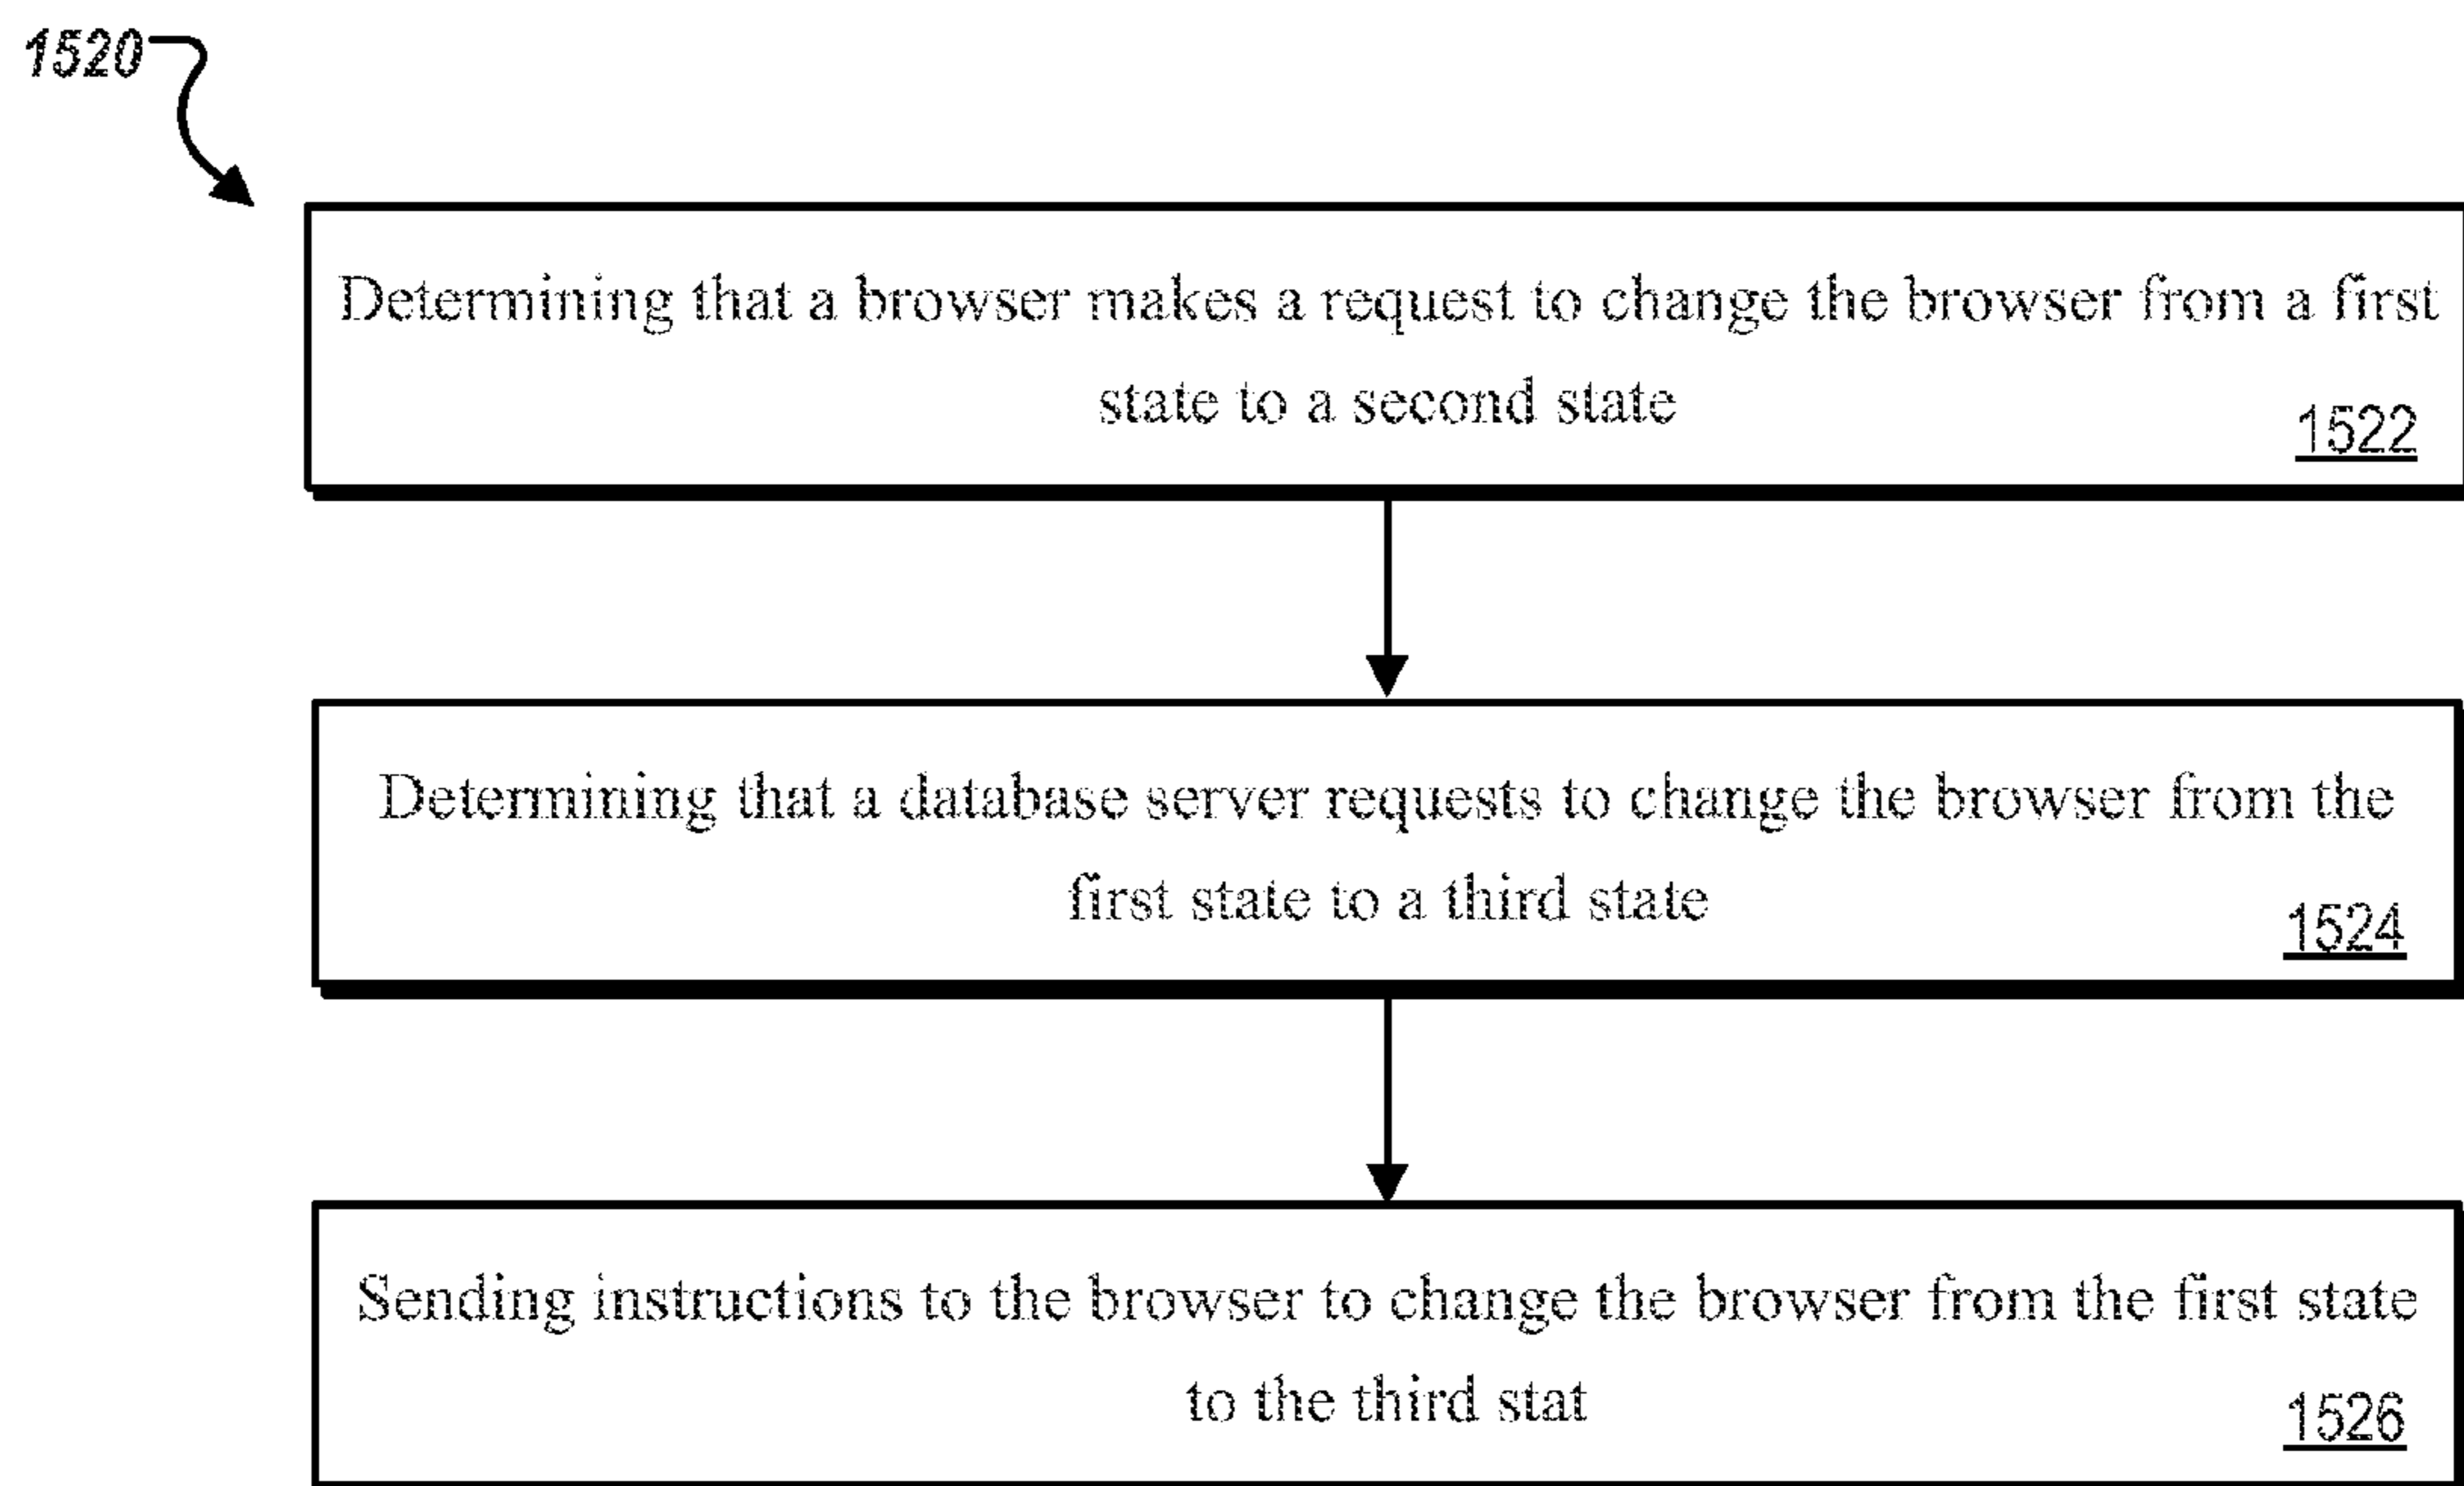 1520
Determining that a browser makes a request to change the browser from a first
state to a second state
1522
Determining that a database server requests to change the browser from the
first state to a third state
1524
Sending instructions to the browser to change the browser from the first state
to the third stat
1526